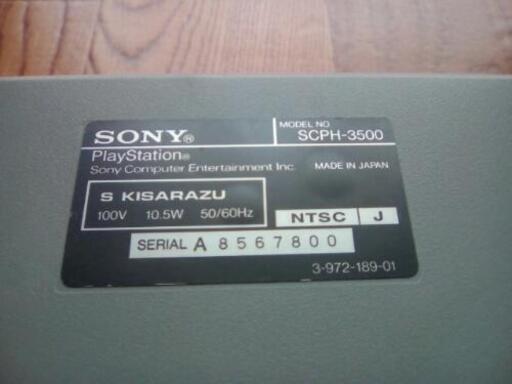 SONY®
MODEL NO
SCPH-3500
PlayStation®
Sony Computer Entertainment Inc.
MADE IN JAPAN
S KISARAZU
100V 10.5W 50/60Hz
NTSC J
SERIAL A 8567800
3-972-189-01